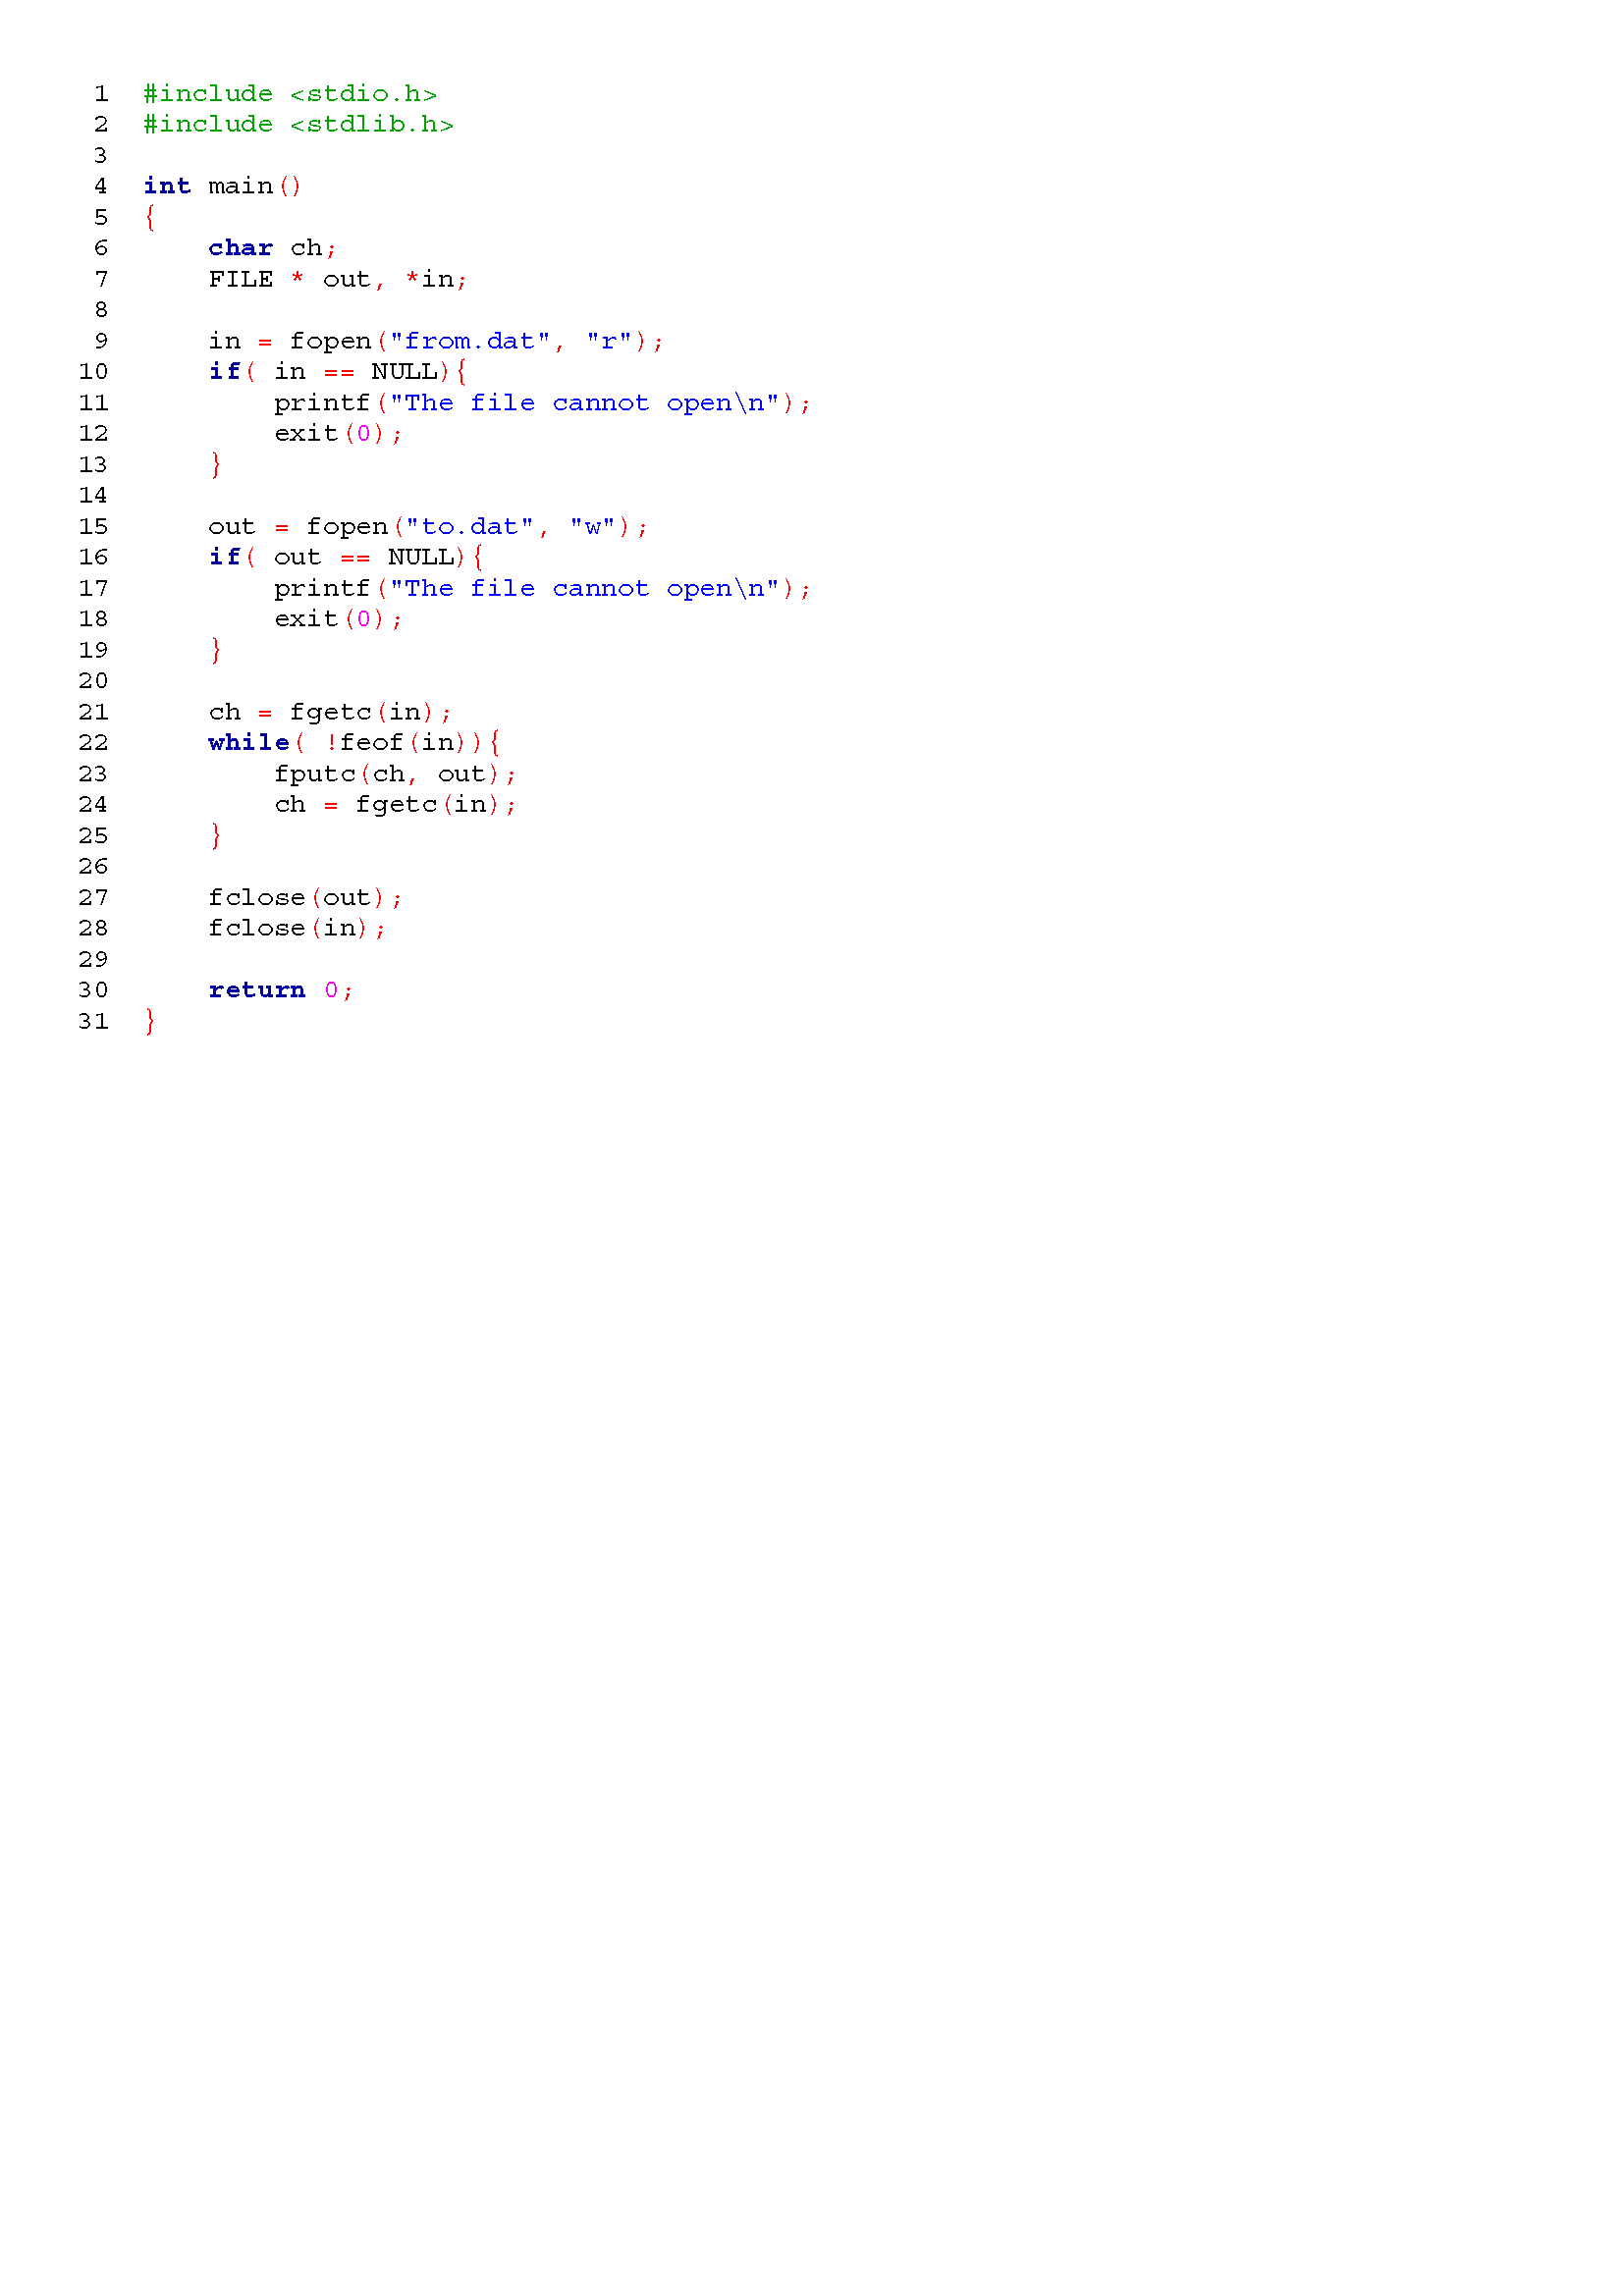 1 #include <stdio.h>
2 #include <stdlib.h>
3
4 int main()
5 {
6     char ch;
7     FILE * out, *in;
8
9     in = fopen("from.dat", "r");
10     if( in == NULL){
11         printf("The file cannot open\n");
12         exit(0);
13     }
14
15     out = fopen("to.dat", "w");
16     if( out == NULL){
17         printf("The file cannot open\n");
18         exit(0);
19     }
20
21     ch = fgetc(in);
22     while( !feof(in)){
23         fputc(ch, out);
24         ch = fgetc(in);
25     }
26
27     fclose(out);
28     fclose(in);
29
30     return 0;
31 }